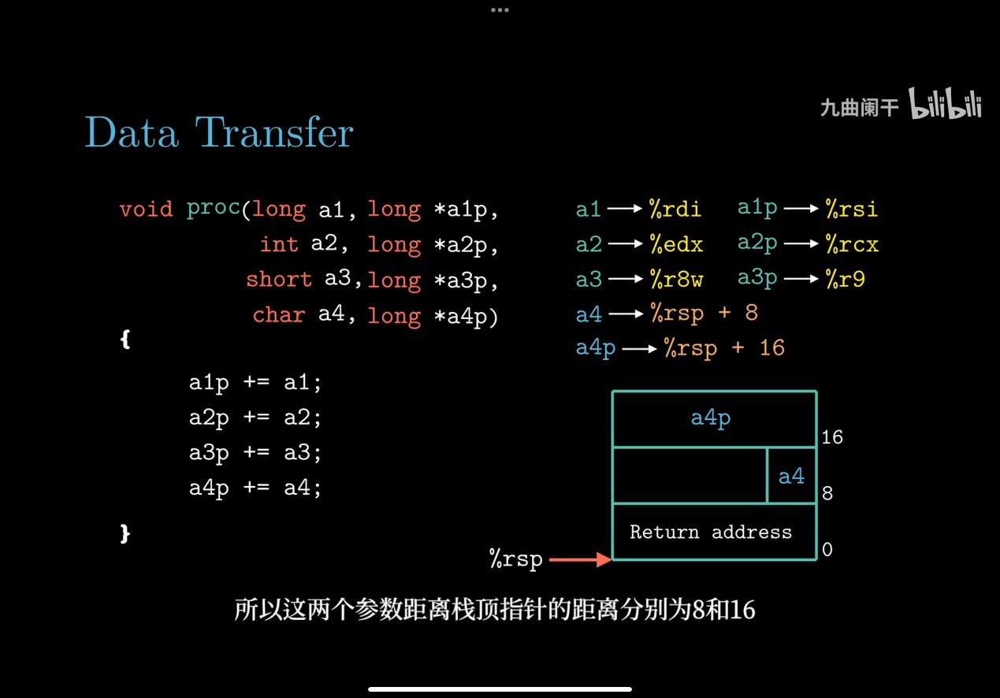 ...
九曲阑干 bilibili
Data Transfer
void proc(long a1, long *a1p,
int a2, long *a2p,
short a3, long *a3p,
char a4, long *a4p)
{
a1p += a1;
a2p += a2;
a3p += a3;
a4p += a4;
}
a1 → %rdi a1p → %rsi
a2 → %edx a2p → %rcx
a3 → %r8w a3p → %r9
a4 → %rsp + 8
a4p → %rsp + 16
a4p
16
a4
8
Return address
0
%rsp
所以这两个参数距离栈顶指针的距离分别为8和16